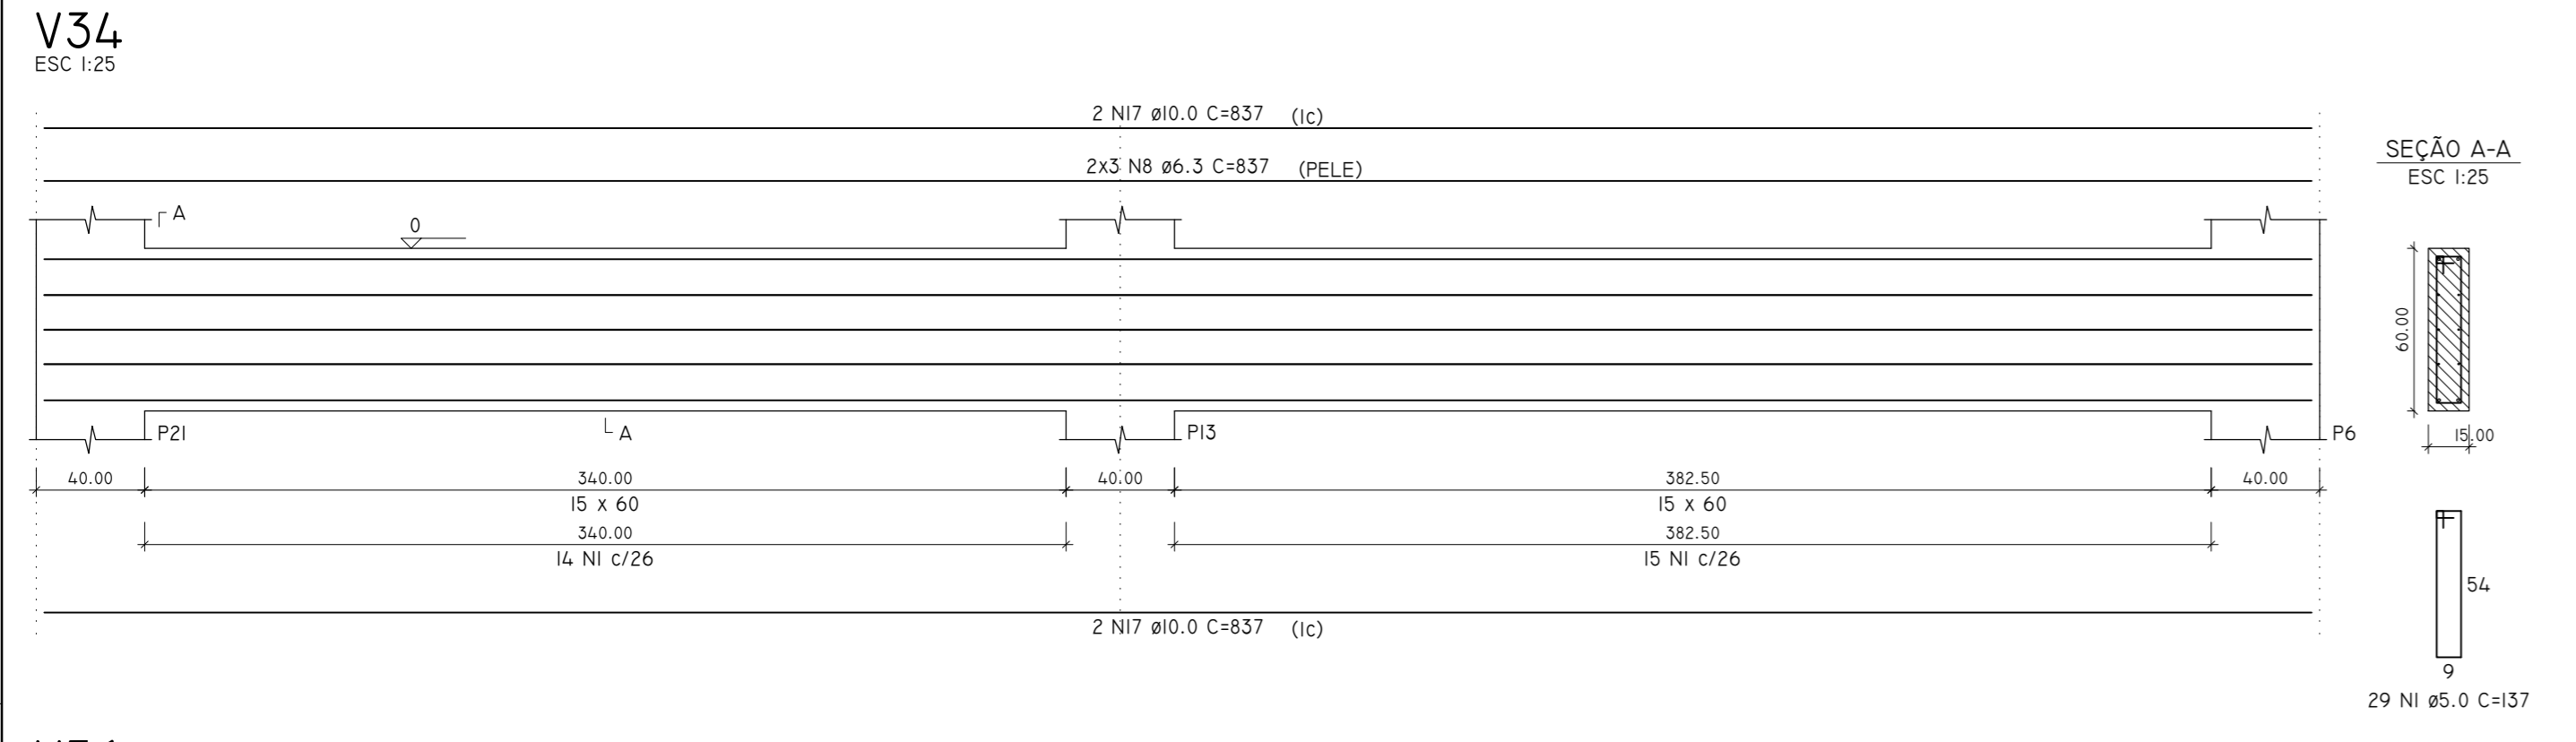 V34
ESC 1:25
2 N17 ø10.0 C=837 (1c)
2x3 N8 ø6.3 C=837 (PELE)
SEÇÃO A-A
ESC 1:25
A
0
60.00
15.00
P21
A
P13
P6
40.00 340.00 40.00 382.50 40.00
15 x 60 15 x 60
340.00 382.50
14 N1 c/26 15 N1 c/26
54
9
2 N17 ø10.0 C=837 (1c)
29 N1 ø5.0 C=137